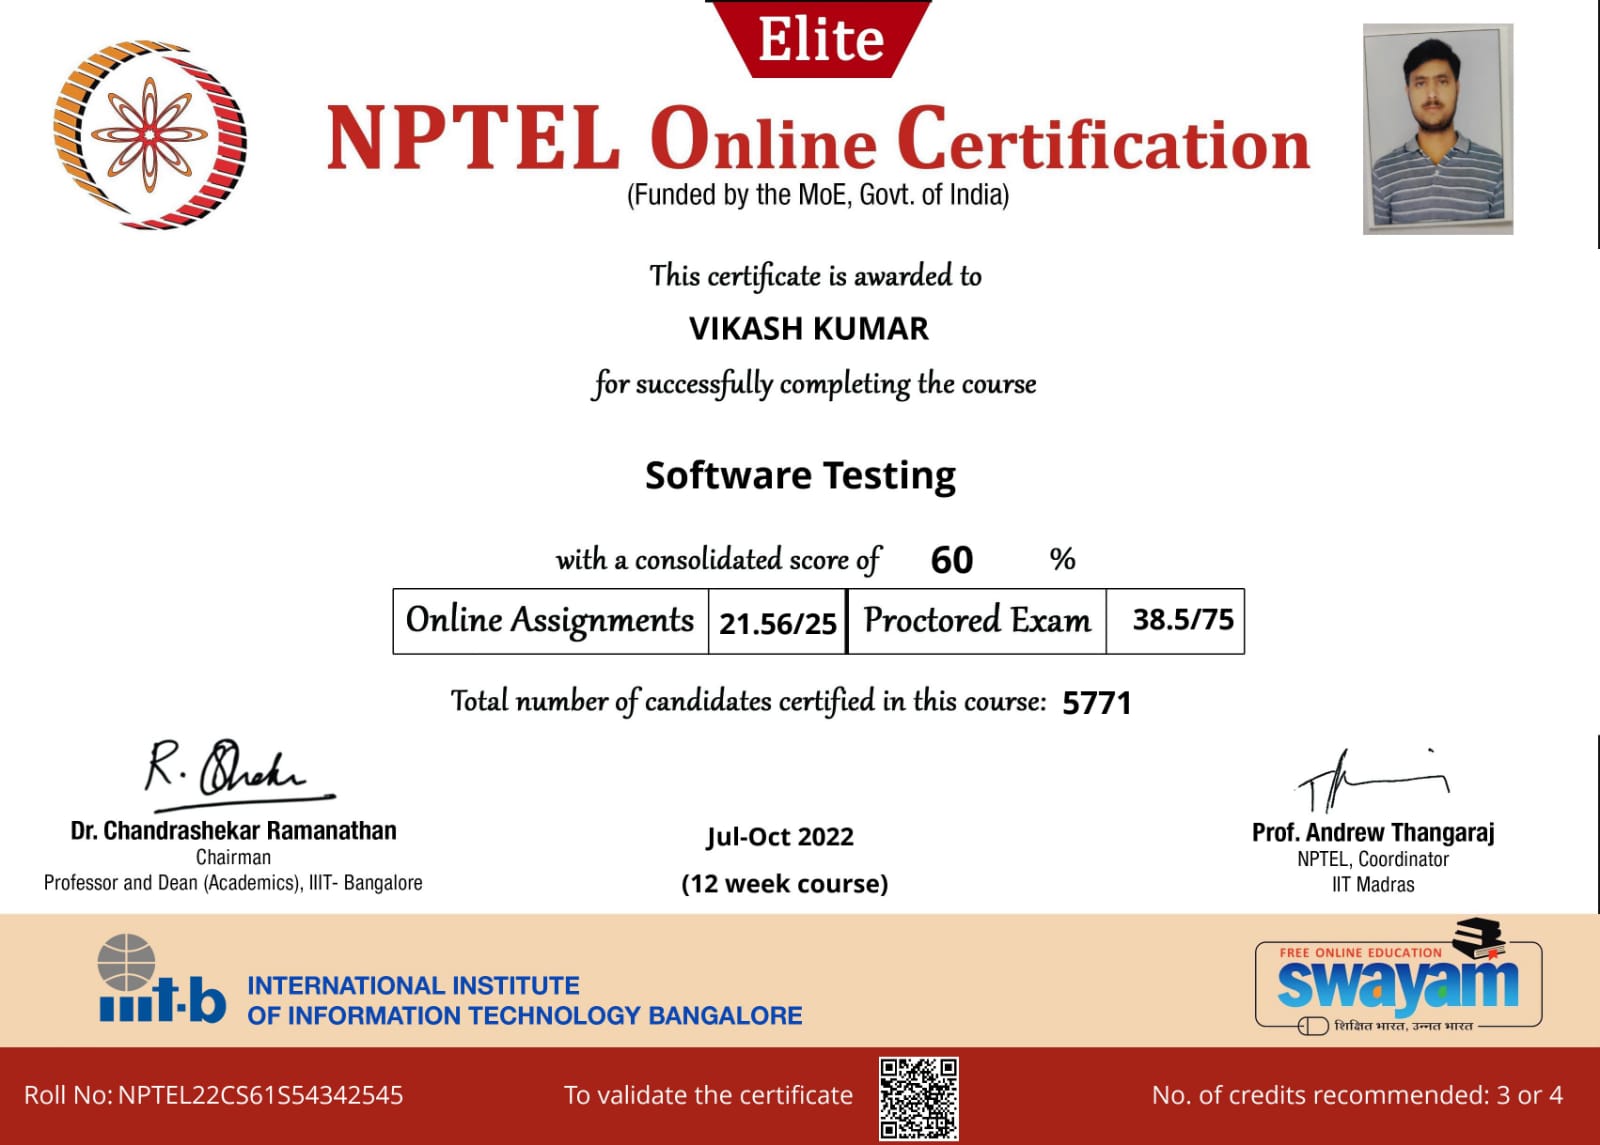 Elite
NPTEL Online Certification
(Funded by the MoE, Govt. of India)
This certificate is awarded to
VIKASH KUMAR
for successfully completing the course
Software Testing
with a consolidated score of 60 %
Online Assignments 21.56/25 Proctored Exam 38.5/75
Total number of candidates certified in this course: 5771
Dr. Chandrashekar Ramanathan
Chairman
Professor and Dean (Academics), IIIT- Bangalore
Jul-Oct 2022
(12 week course)
Prof. Andrew Thangaraj
NPTEL, Coordinator
IIT Madras
iiit-b
INTERNATIONAL INSTITUTE
OF INFORMATION TECHNOLOGY BANGALORE
FREE ONLINE EDUCATION
swayam
शिक्षित भारत, उन्नत भारत
Roll No: NPTEL22CS61S54342545
To validate the certificate
No. of credits recommended: 3 or 4